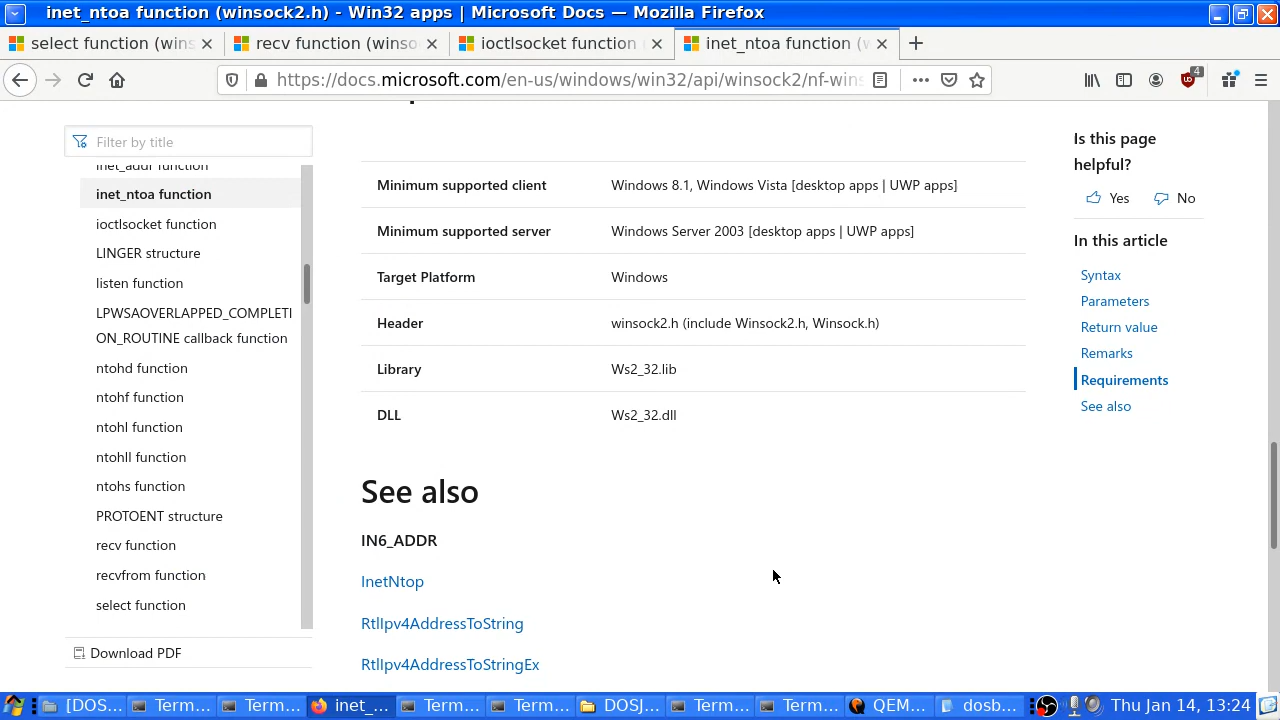 inet_ntoa function (winsock2.h) - Win32 apps | Microsoft Docs — Mozilla Firefox
select function (wins
recv function (winso
ioctlsocket function
inet_ntoa function (w
https://docs.microsoft.com/en-us/windows/win32/api/winsock2/nf-wins
4
Filter by title
inet_addr function
inet_ntoa function
ioctlsocket function
LINGER structure
listen function
LPWSAOVERLAPPED_COMPLETI
ON_ROUTINE callback function
ntohd function
ntohf function
ntohl function
ntohll function
ntohs function
PROTOENT structure
recv function
recvfrom function
select function
Download PDF
Minimum supported client Windows 8.1, Windows Vista [desktop apps | UWP apps]
Minimum supported server Windows Server 2003 [desktop apps | UWP apps]
Target Platform Windows
Header winsock2.h (include Winsock2.h, Winsock.h)
Library Ws2_32.lib
DLL Ws2_32.dll
See also
IN6_ADDR
InetNtop
RtlIpv4AddressToString
RtlIpv4AddressToStringEx
Is this page
helpful?
Yes No
In this article
Syntax
Parameters
Return value
Remarks
Requirements
See also
[DOS... Term... Term... inet_... Term... Term... DOSJ... Term... Term... QEM... dosb... Thu Jan 14, 13:24